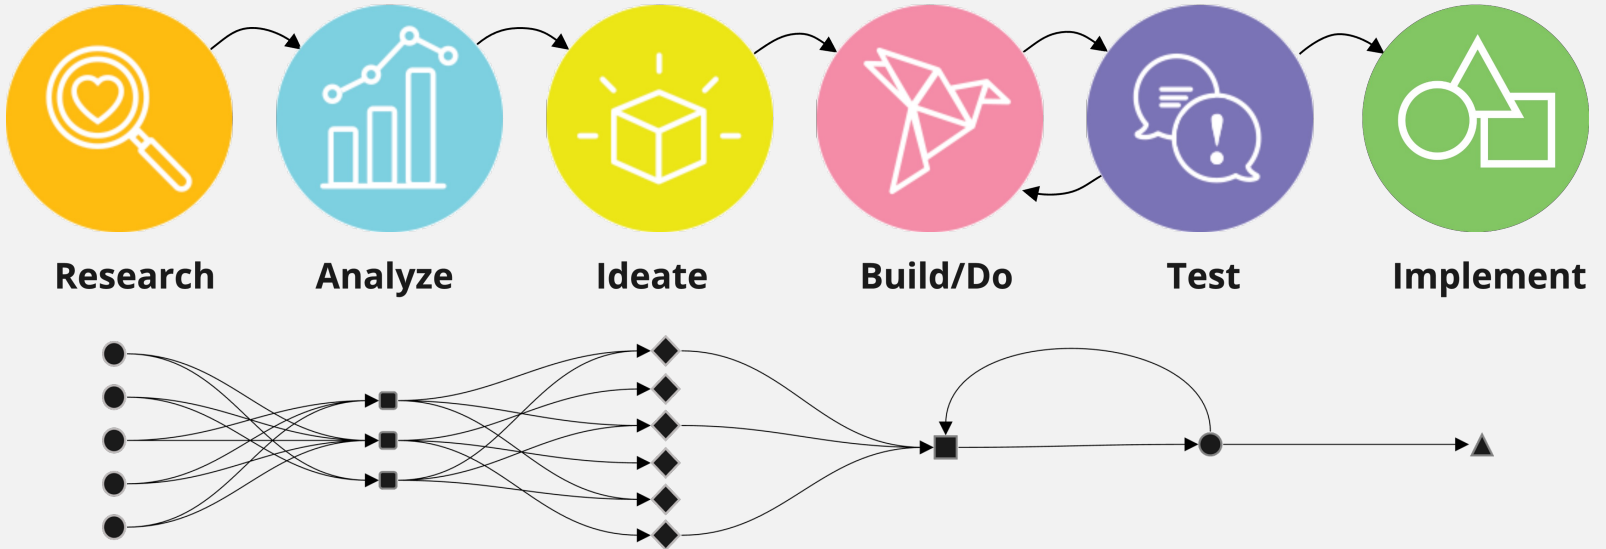 Research
Analyze
Ideate
Build/Do
Test
Implement